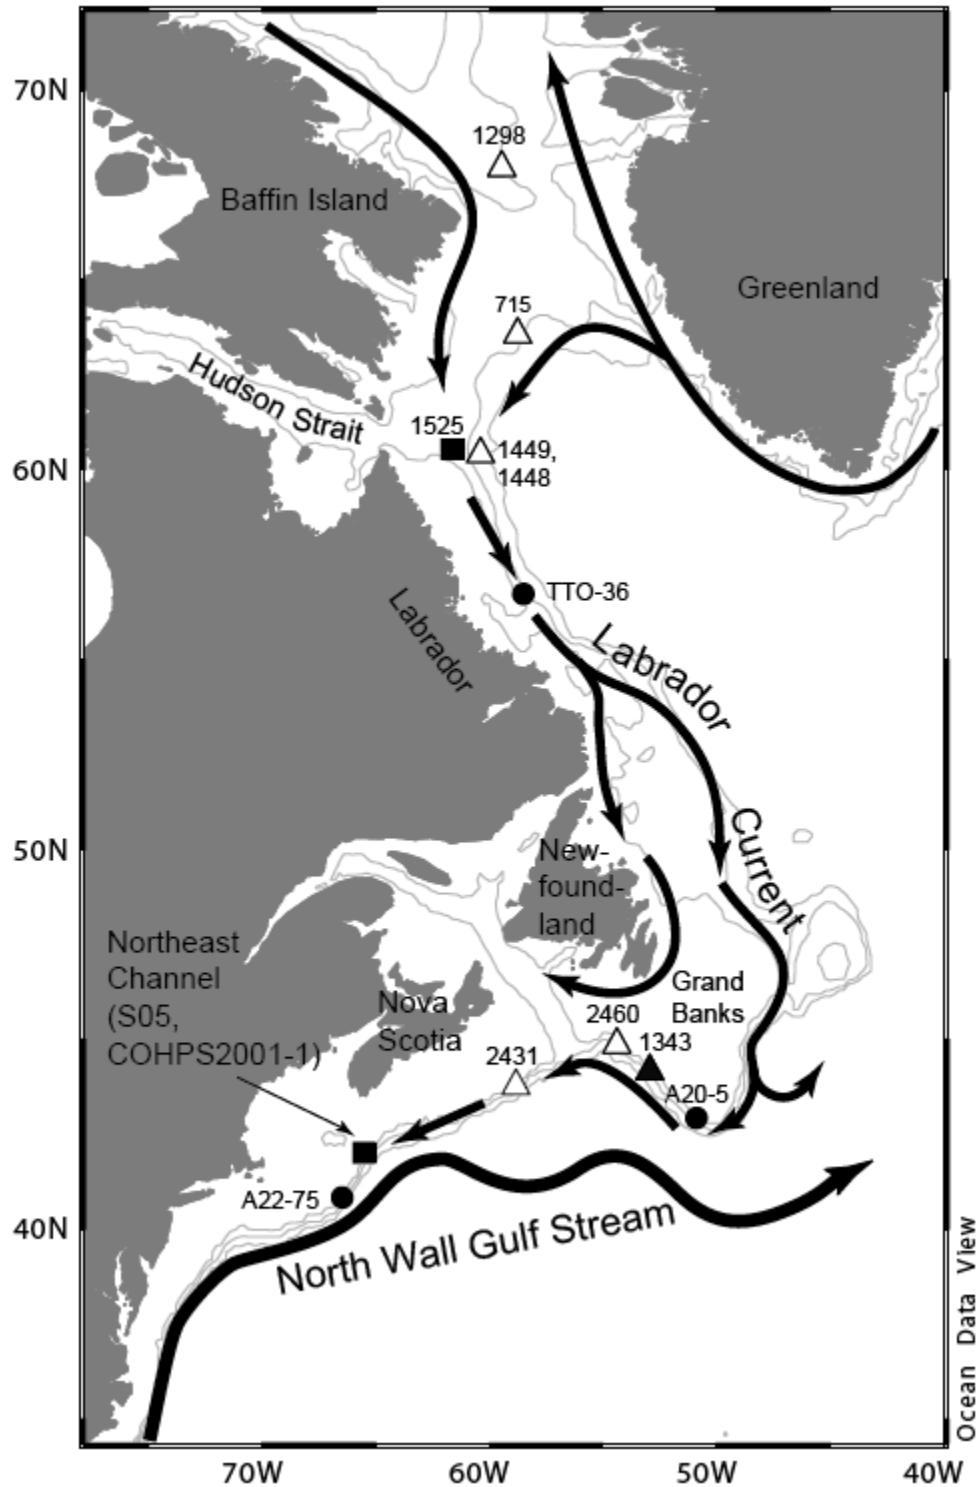 70N
1298
Baffin Island
Greenland
715
Hudson Strait
1525
1449,
1448
60N
TTO-36
Labrador
Labrador
Current
50N
New-
found-
land
Northeast
Channel
(S05,
COHPS2001-1)
Nova
Scotia
Grand
Banks
2460
1343
2431
A20-5
A22-75
40N
North Wall Gulf Stream
Ocean Data View
70W
60W
50W
40W